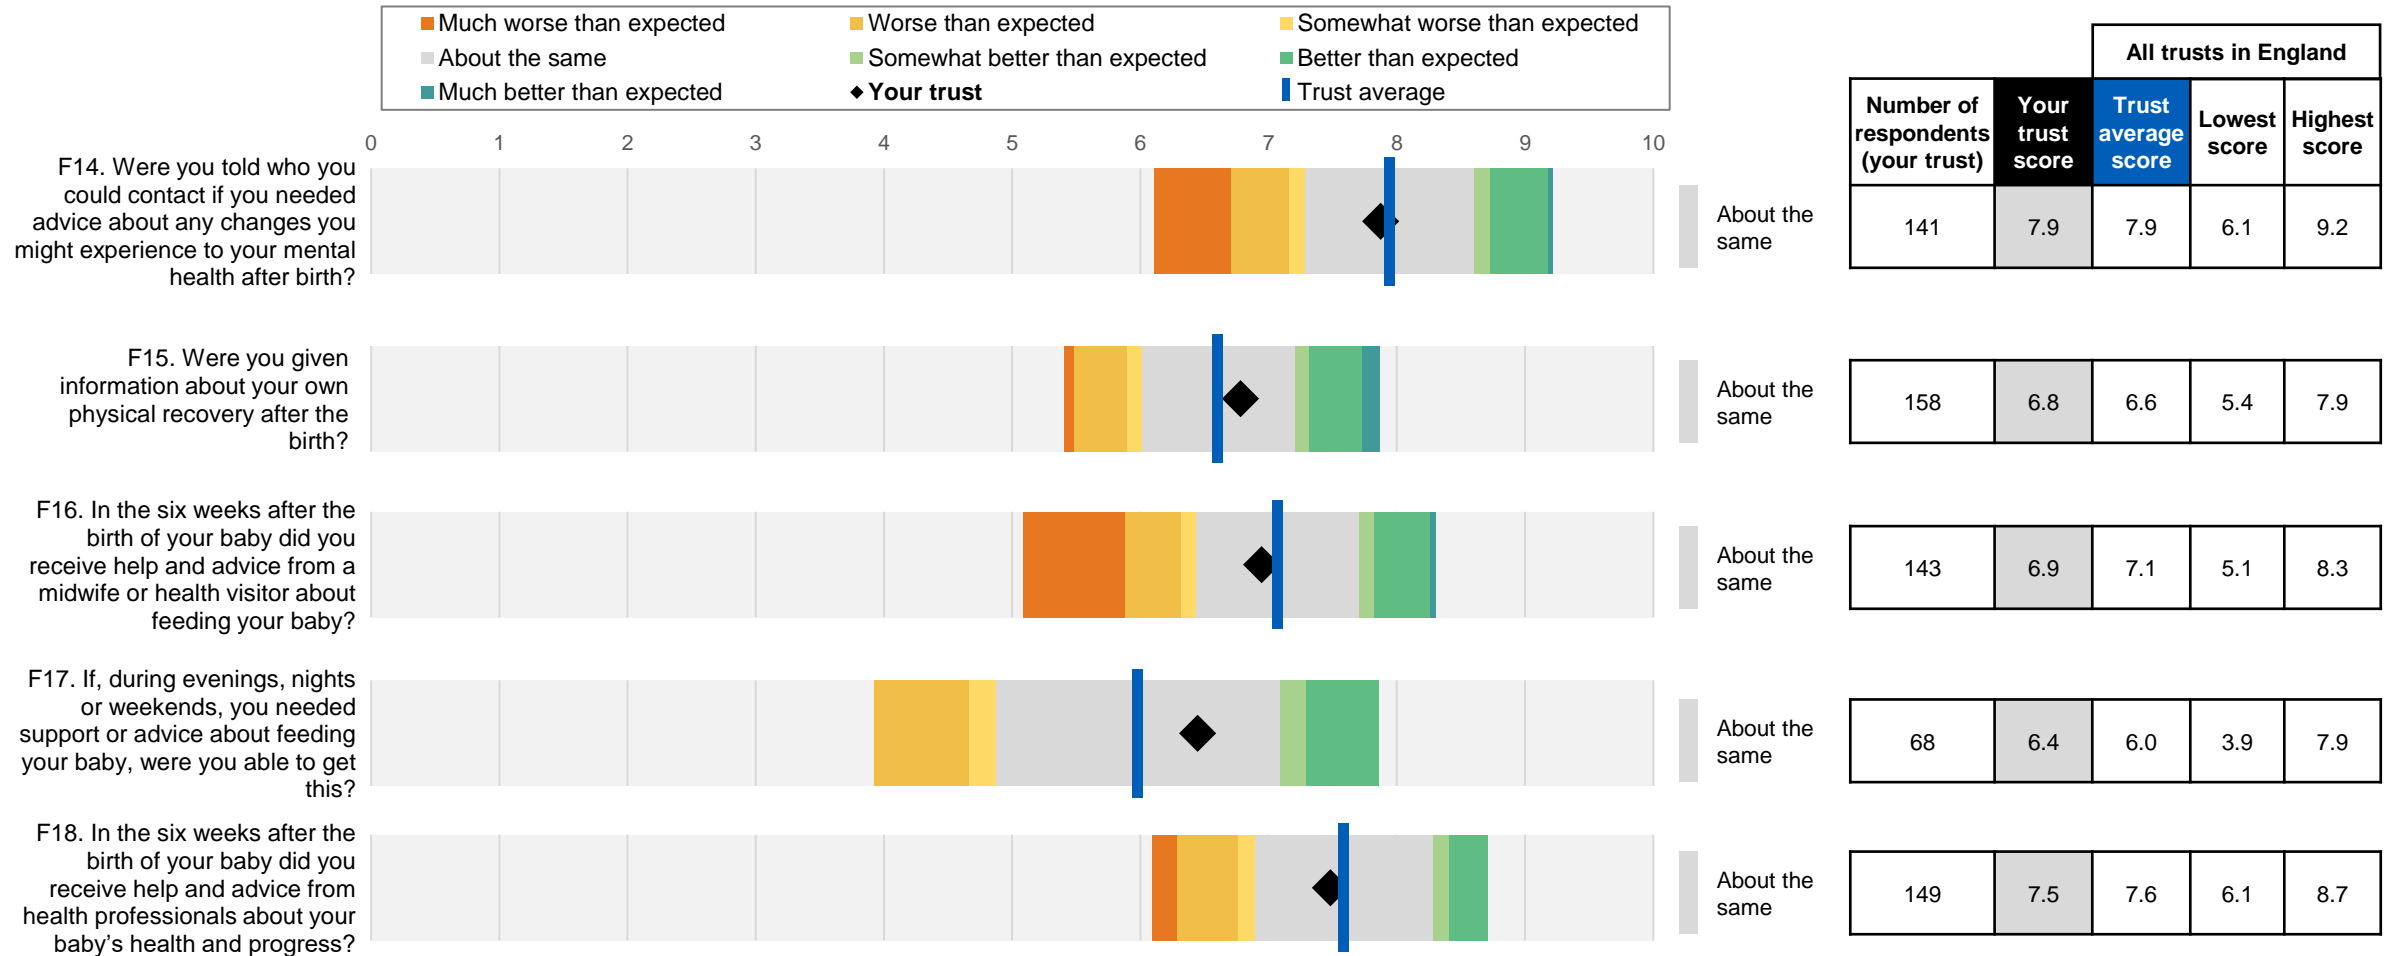 Much worse than expected
Worse than expected
Somewhat worse than expected
About the same
Somewhat better than expected
Better than expected
Much better than expected
Your trust
Trust average
All trusts in England
Number of
respondents
(your trust)
Your
trust
score
Trust
average
score
Lowest
score
Highest
score
0 1 2 3 4 5 6 7 8 9 10
F14. Were you told who you
could contact if you needed
advice about any changes you
might experience to your mental
health after birth?
About the
same
141 7.9 7.9 6.1 9.2
F15. Were you given
information about your own
physical recovery after the
birth?
About the
same
158 6.8 6.6 5.4 7.9
F16. In the six weeks after the
birth of your baby did you
receive help and advice from a
midwife or health visitor about
feeding your baby?
About the
same
143 6.9 7.1 5.1 8.3
F17. If, during evenings, nights
or weekends, you needed
support or advice about feeding
your baby, were you able to get
this?
About the
same
68 6.4 6.0 3.9 7.9
F18. In the six weeks after the
birth of your baby did you
receive help and advice from
health professionals about your
baby’s health and progress?
About the
same
149 7.5 7.6 6.1 8.7